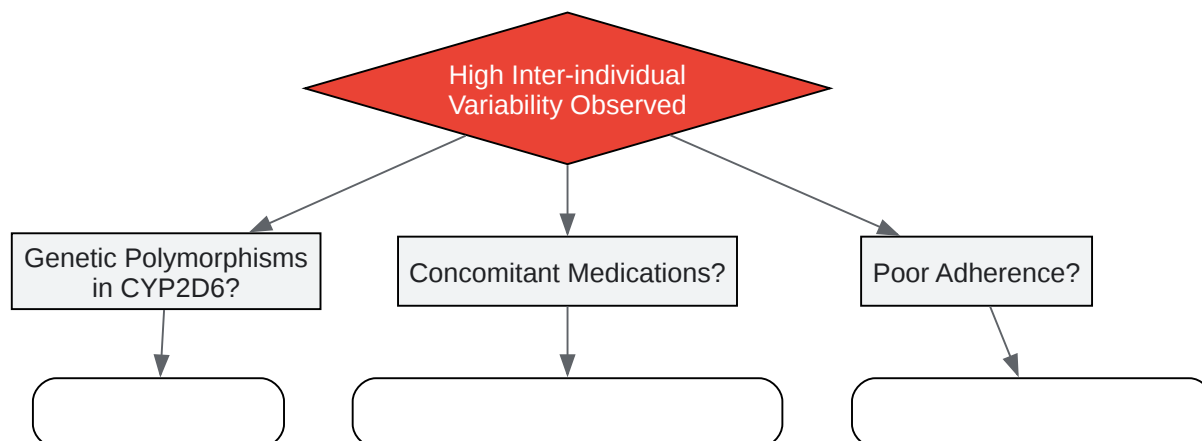 High Inter-individual
Variability Observed
Genetic Polymorphisms
in CYP2D6?
Concomitant Medications?
Poor Adherence?